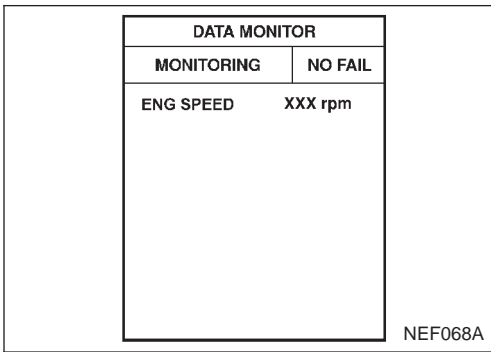 DATA MONITOR
MONITORING NO FAIL
ENG SPEED XXX rpm
NEF068A